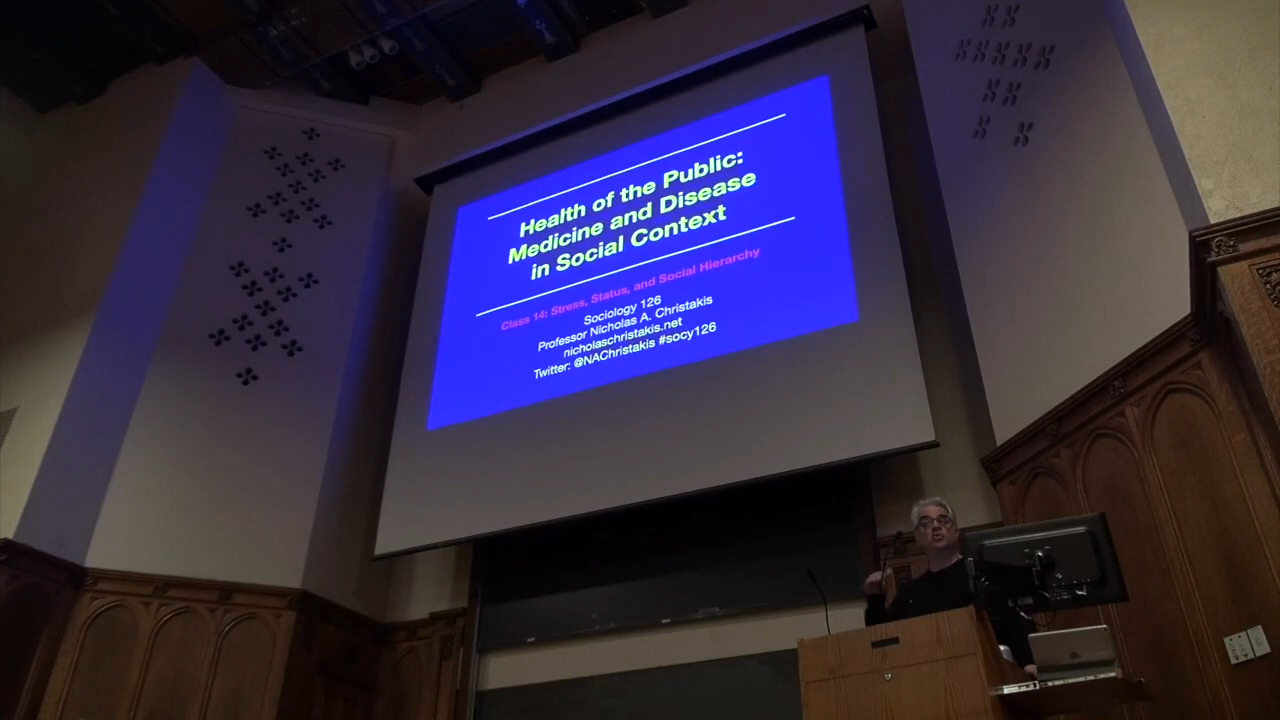 Health of the Public:
Medicine and Disease
in Social Context
Class 14: Stress, Status, and Social Hierarchy
Sociology 126
Professor Nicholas A. Christakis
nicholaschristakis.net
Twitter: @NAChristakis #socy126